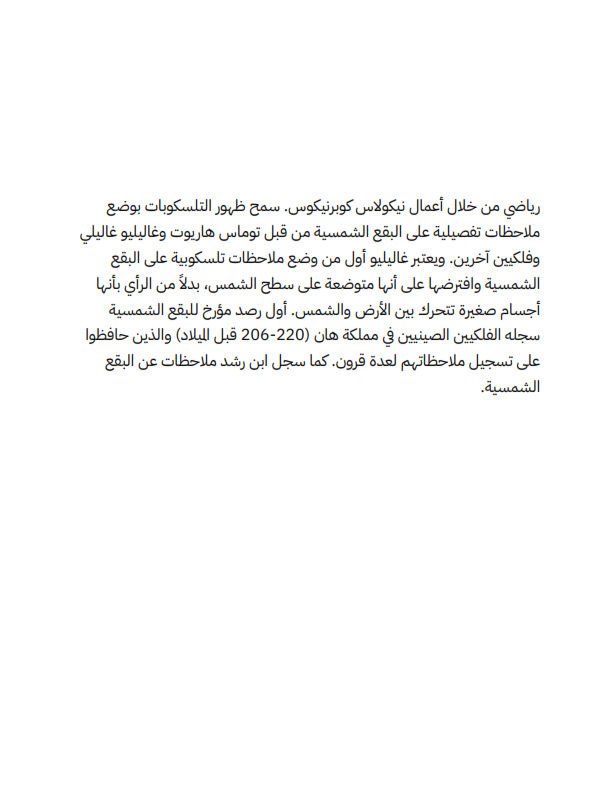 رياضي من خلال أعمال نيكولاس كوبرنيكوس. سمح ظهور التلسكوبات بوضع
ملاحظات تفصيلية على البقع الشمسية من قبل توماس هاريوت وغاليليو غاليلي
وفلكيين آخرين. ويعتبر غاليليو أول من وضع ملاحظات تلسكوبية على البقع
الشمسية وافترضها على أنها متوضعة على سطح الشمس، بدلاً من الرأي بأنها
أجسام صغيرة تتحرك بين الأرض والشمس. أول رصد مؤرخ للبقع الشمسية
سجله الفلكيين الصينيين في مملكة هان (220-206 قبل الميلاد) والذين حافظوا
على تسجيل ملاحظاتهم لعدة قرون. كما سجل ابن رشد ملاحظات عن البقع
الشمسية.